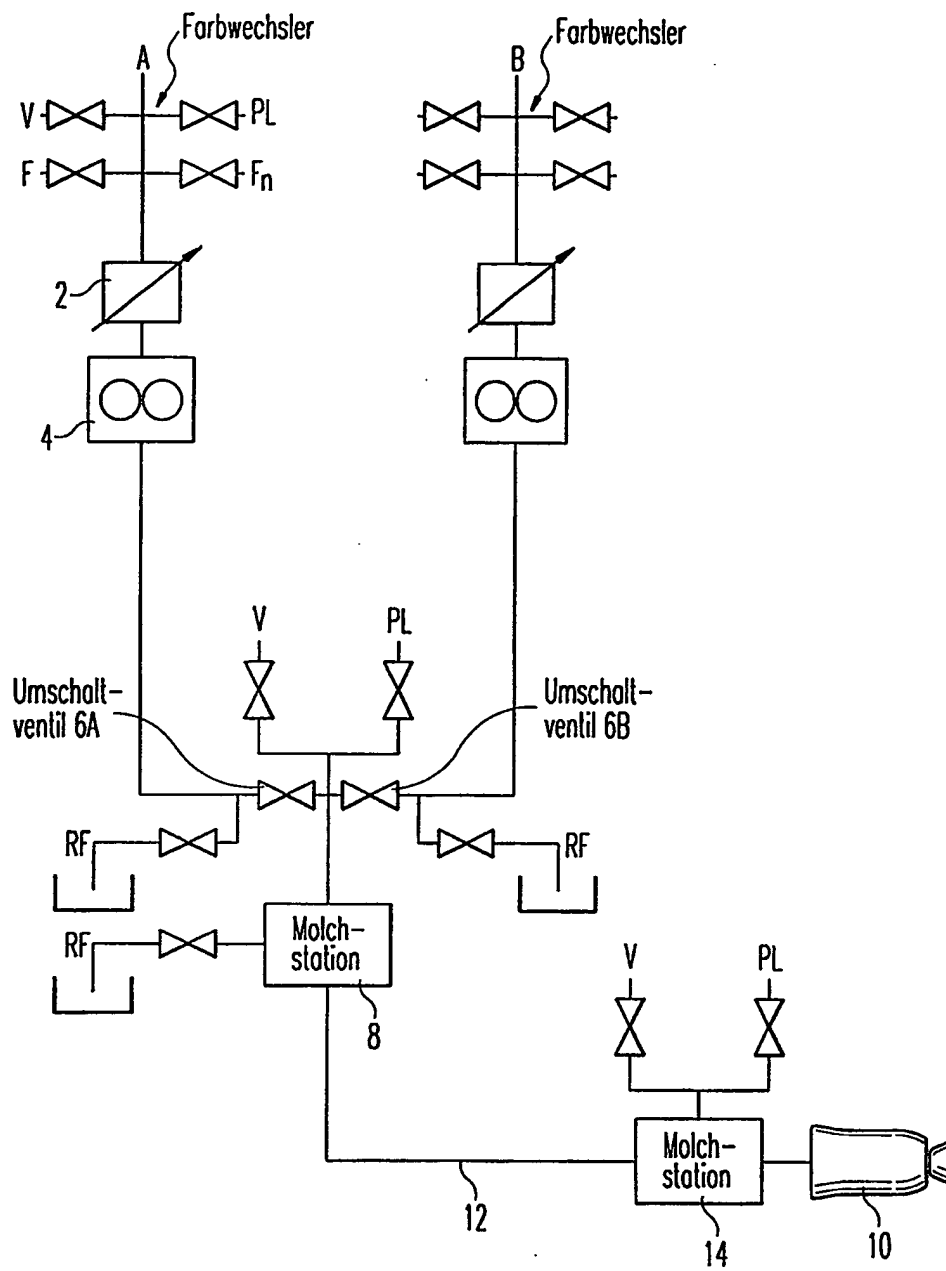 Farbwechsler
Farbwechsler
A
B
V
PL
F
Fn
2
4
V
PL
Umschalt-
ventil 6A
Umschalt-
ventil 6B
RF
RF
RF
Molch-
station
8
V
PL
Molch-
station
12
14
10